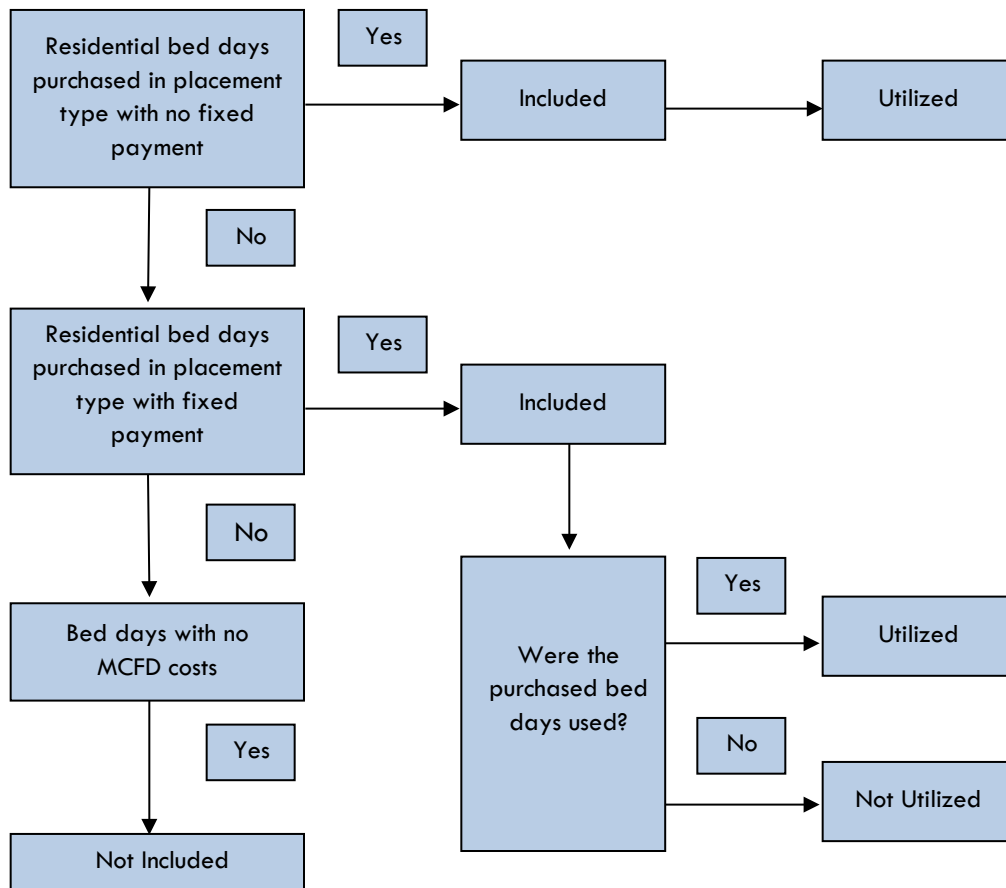 Residential bed days
purchased in placement
type with no fixed
payment
Yes
Included
Utilized
No
Residential bed days
purchased in placement
type with fixed
payment
Yes
Included
No
Bed days with no
MCFD costs
Were the
purchased bed
days used?
Yes
Utilized
No
Not Utilized
Yes
Not Included